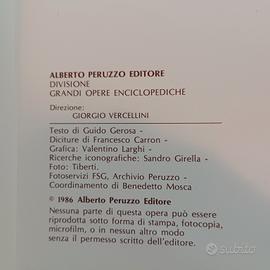 ALBERTO PERUZZO EDITORE
DIVISIONE
GRANDI OPERE ENCICLOPEDICHE
Direzione:
GIORGIO VERCELLINI
Testo di Guido Gerosa -
Diciture di Francesco Carron -
Grafica: Valentino Larghi -
Ricerche iconografiche: Sandro Girella -
Foto: Tiberti.
Fotoservizi FSG, Archivio Peruzzo -
Coordinamento di Benedetto Mosca
© 1986 Alberto Peruzzo Editore
Nessuna parte di questa opera può essere
riprodotta sotto forma di stampa, fotocopia,
microfilm, o in nessun altro modo
senza il permesso scritto dell'editore.
subito